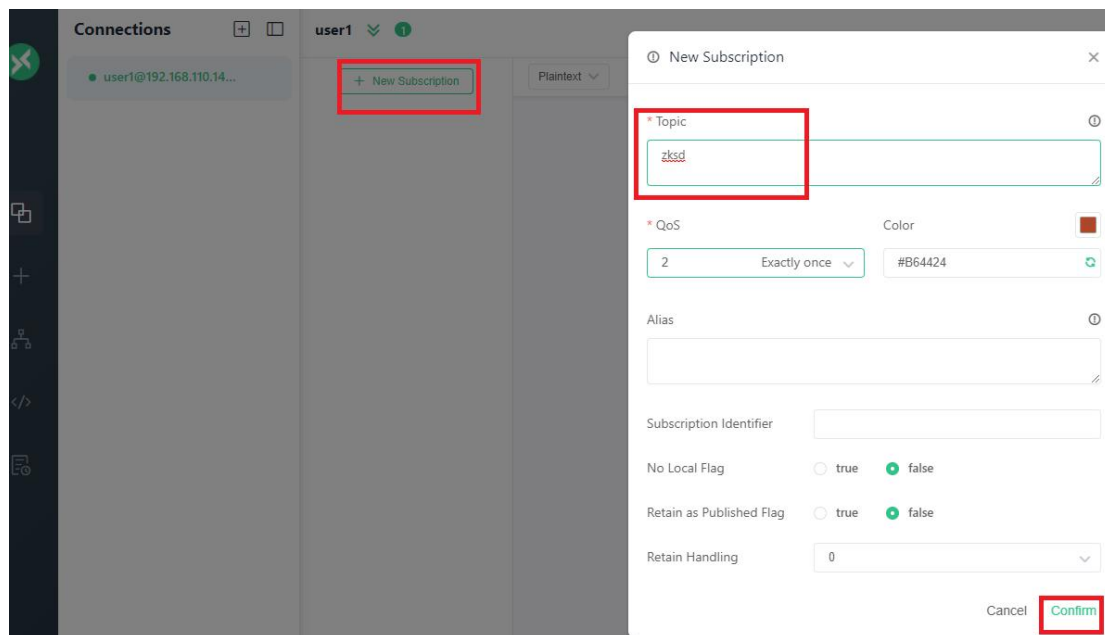 Connections
user1
1
user1@192.168.110.14...
+ New Subscription
Plaintext
New Subscription
* Topic
zksd
* QoS
Color
2 Exactly once
#B64424
Alias
Subscription Identifier
No Local Flag
true
false
Retain as Published Flag
true
false
Retain Handling
0
Cancel
Confirm